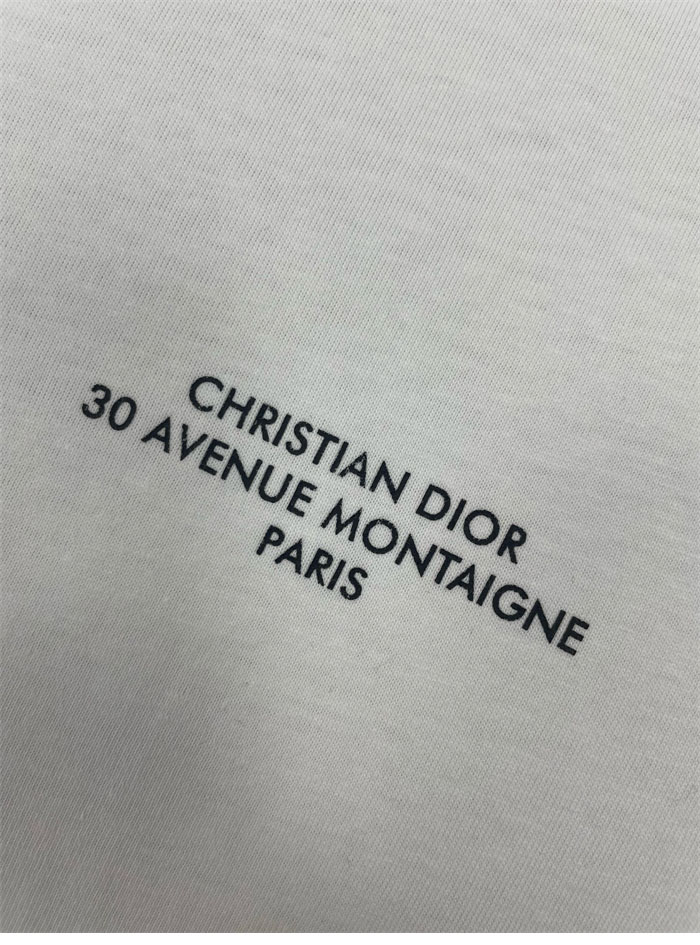 CHRISTIAN DIOR
30 AVENUE MONTAIGNE
PARIS